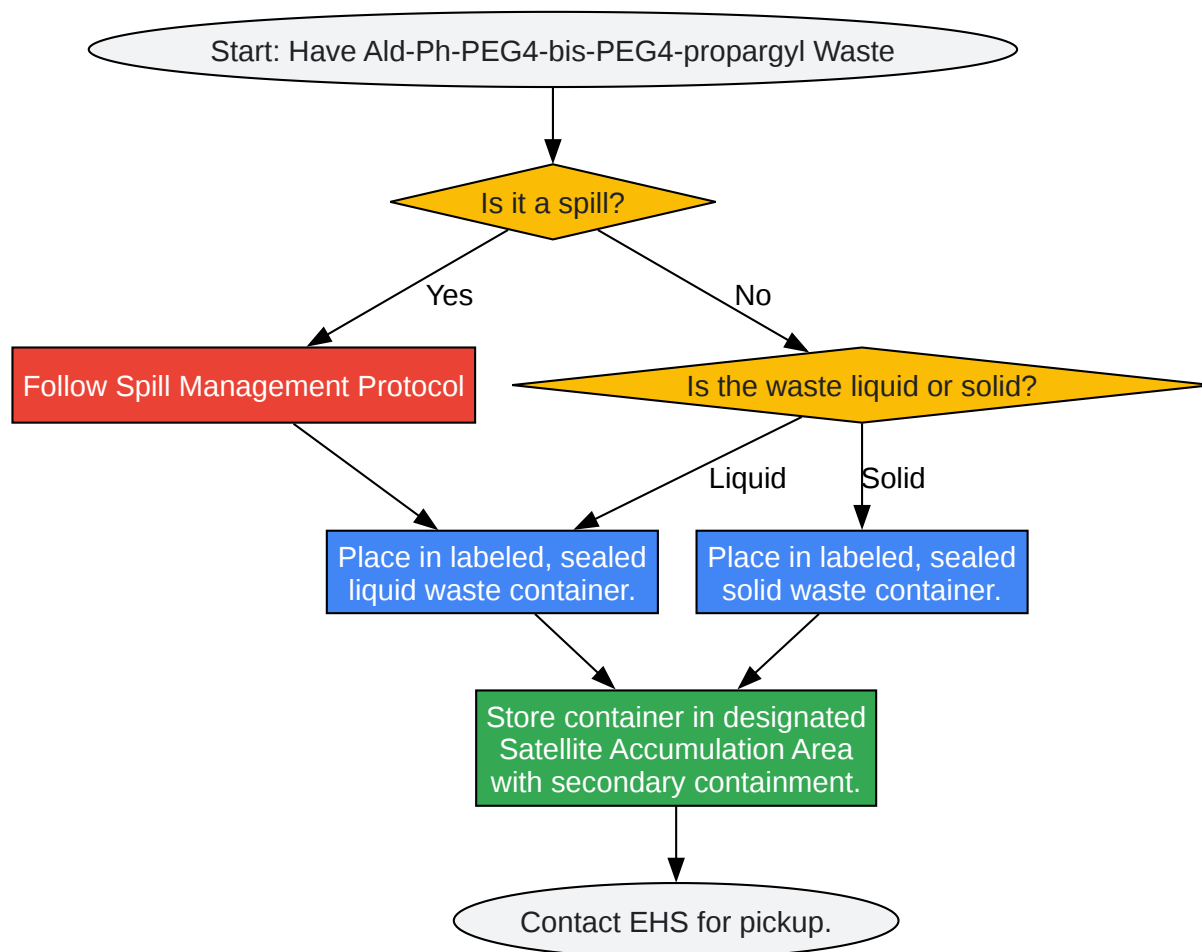 Start: Have Ald-Ph-PEG4-bis-PEG4-propargyl Waste
Is it a spill?
Yes
No
Follow Spill Management Protocol
Is the waste liquid or solid?
Liquid
Solid
Place in labeled, sealed
liquid waste container.
Place in labeled, sealed
solid waste container.
Store container in designated
Satellite Accumulation Area
with secondary containment.
Contact EHS for pickup.